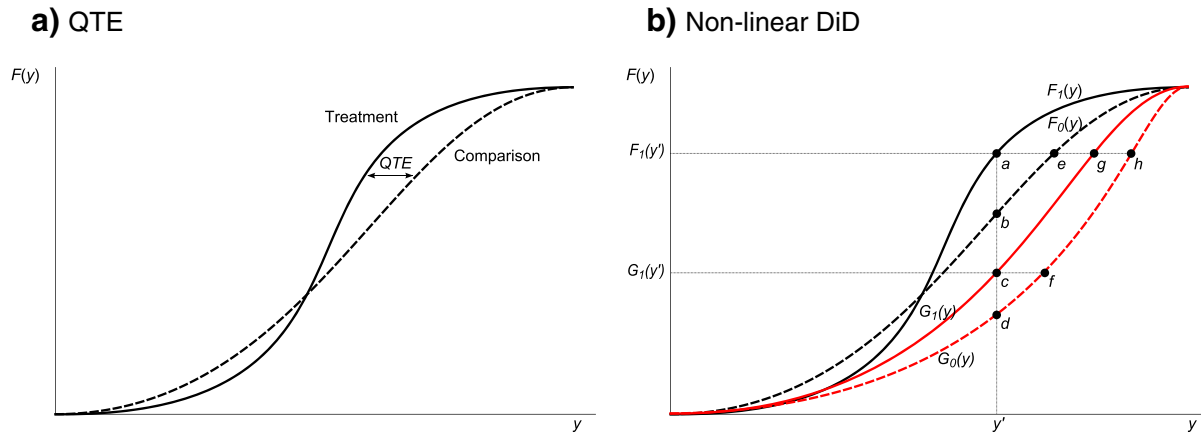 a) QTE
F(y)
Treatment
QTE
Comparison
y
b) Non-linear DiD
F(y)
F₁(y)
F₀(y)
F₁(y')
a
e
g
h
b
G₁(y')
c
f
G₁(y)
d
G₀(y)
y'
y